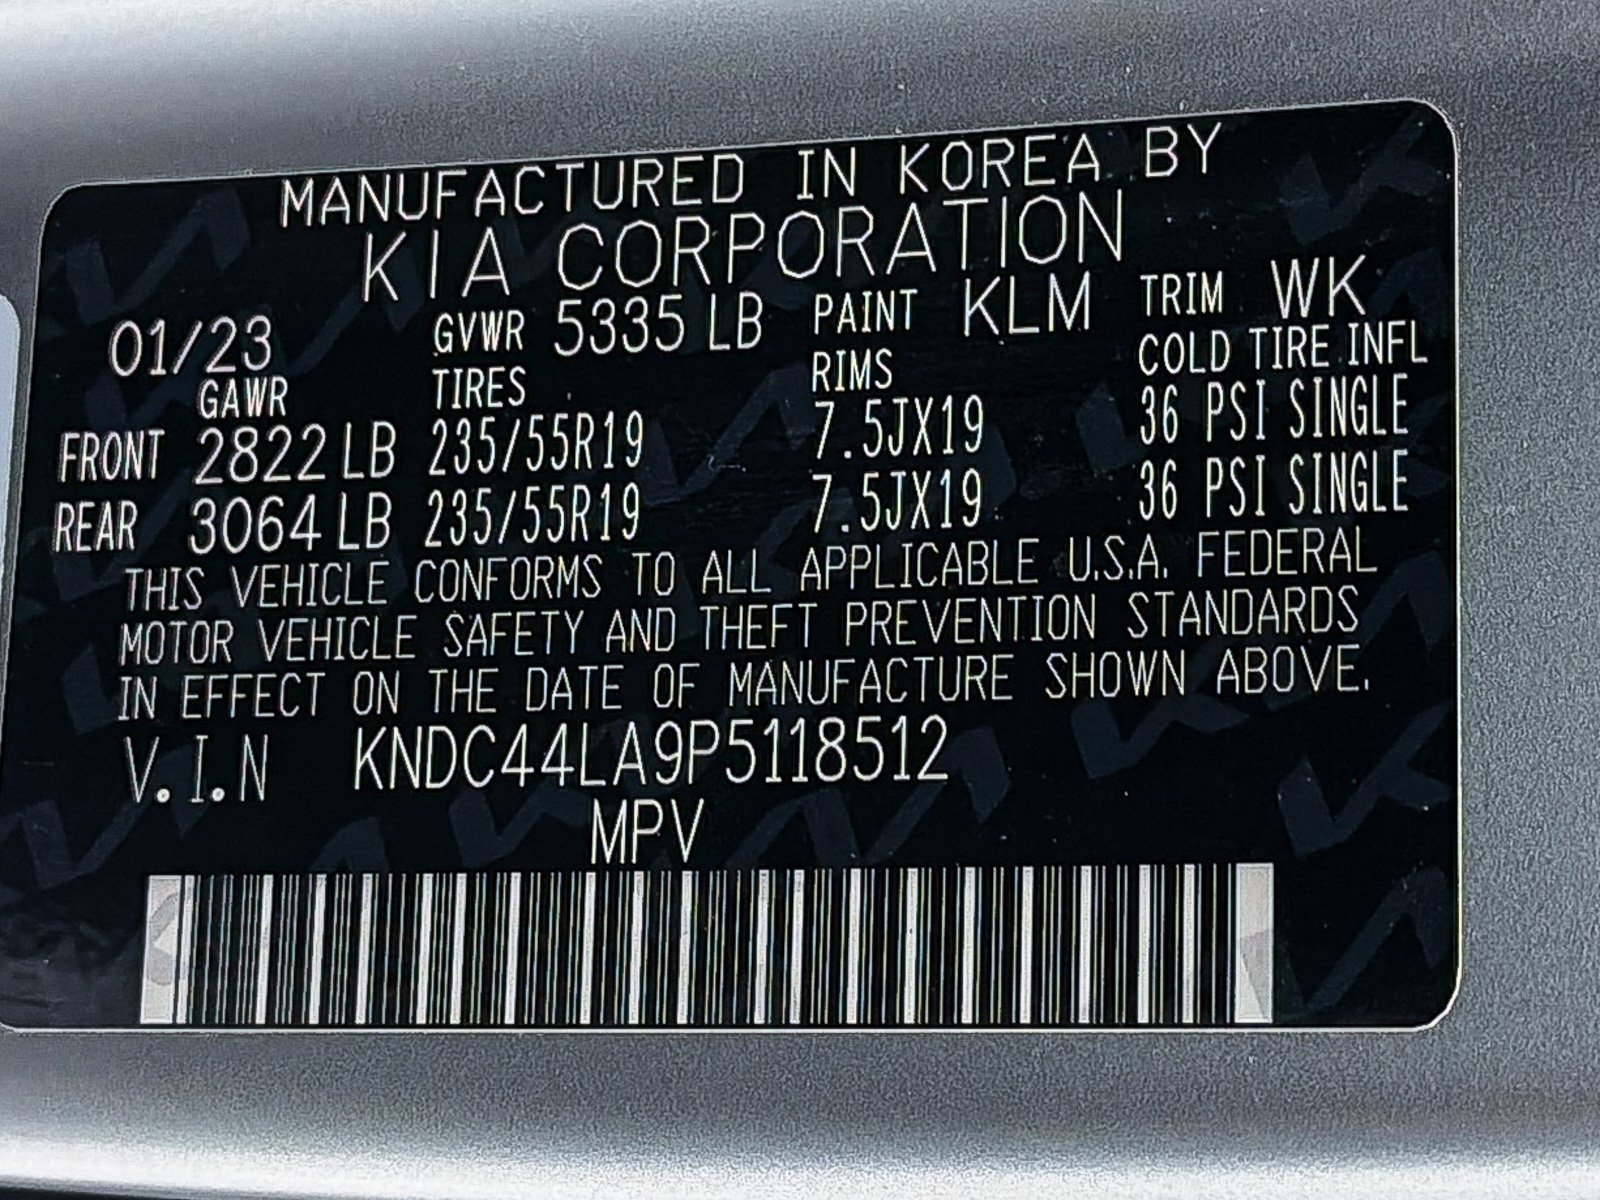 MANUFACTURED IN KOREA BY
KIA CORPORATION
01/23 GVWR 5335 LB PAINT KLM TRIM WK
GAWR TIRES RIMS COLD TIRE INFL
FRONT 2822 LB 235/55R19 7.5JX19 36 PSI SINGLE
REAR 3064 LB 235/55R19 7.5JX19 36 PSI SINGLE
THIS VEHICLE CONFORMS TO ALL APPLICABLE U.S.A. FEDERAL
MOTOR VEHICLE SAFETY AND THEFT PREVENTION STANDARDS
IN EFFECT ON THE DATE OF MANUFACTURE SHOWN ABOVE.
V.I.N KNDC44LA9P5118512
MPV